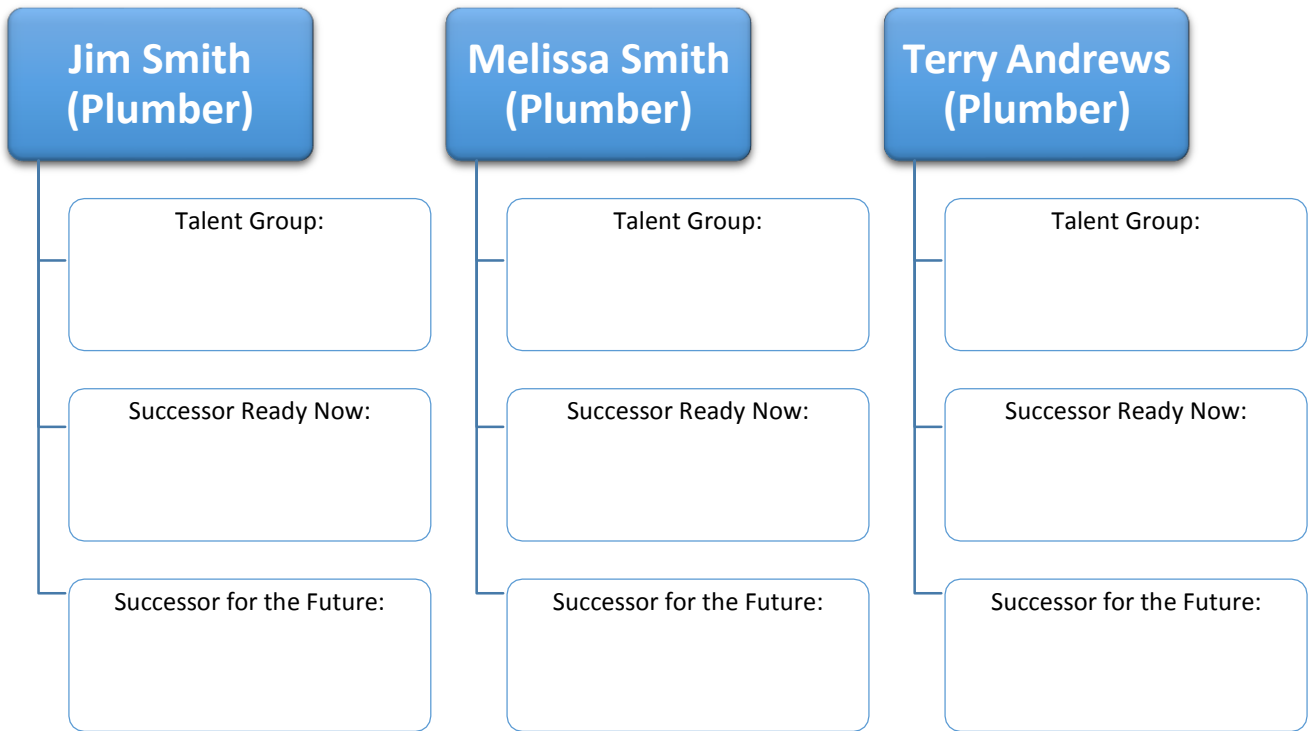 Jim Smith
(Plumber)
Talent Group:
Successor Ready Now:
Successor for the Future:
Melissa Smith
(Plumber)
Talent Group:
Successor Ready Now:
Successor for the Future:
Terry Andrews
(Plumber)
Talent Group:
Successor Ready Now:
Successor for the Future: